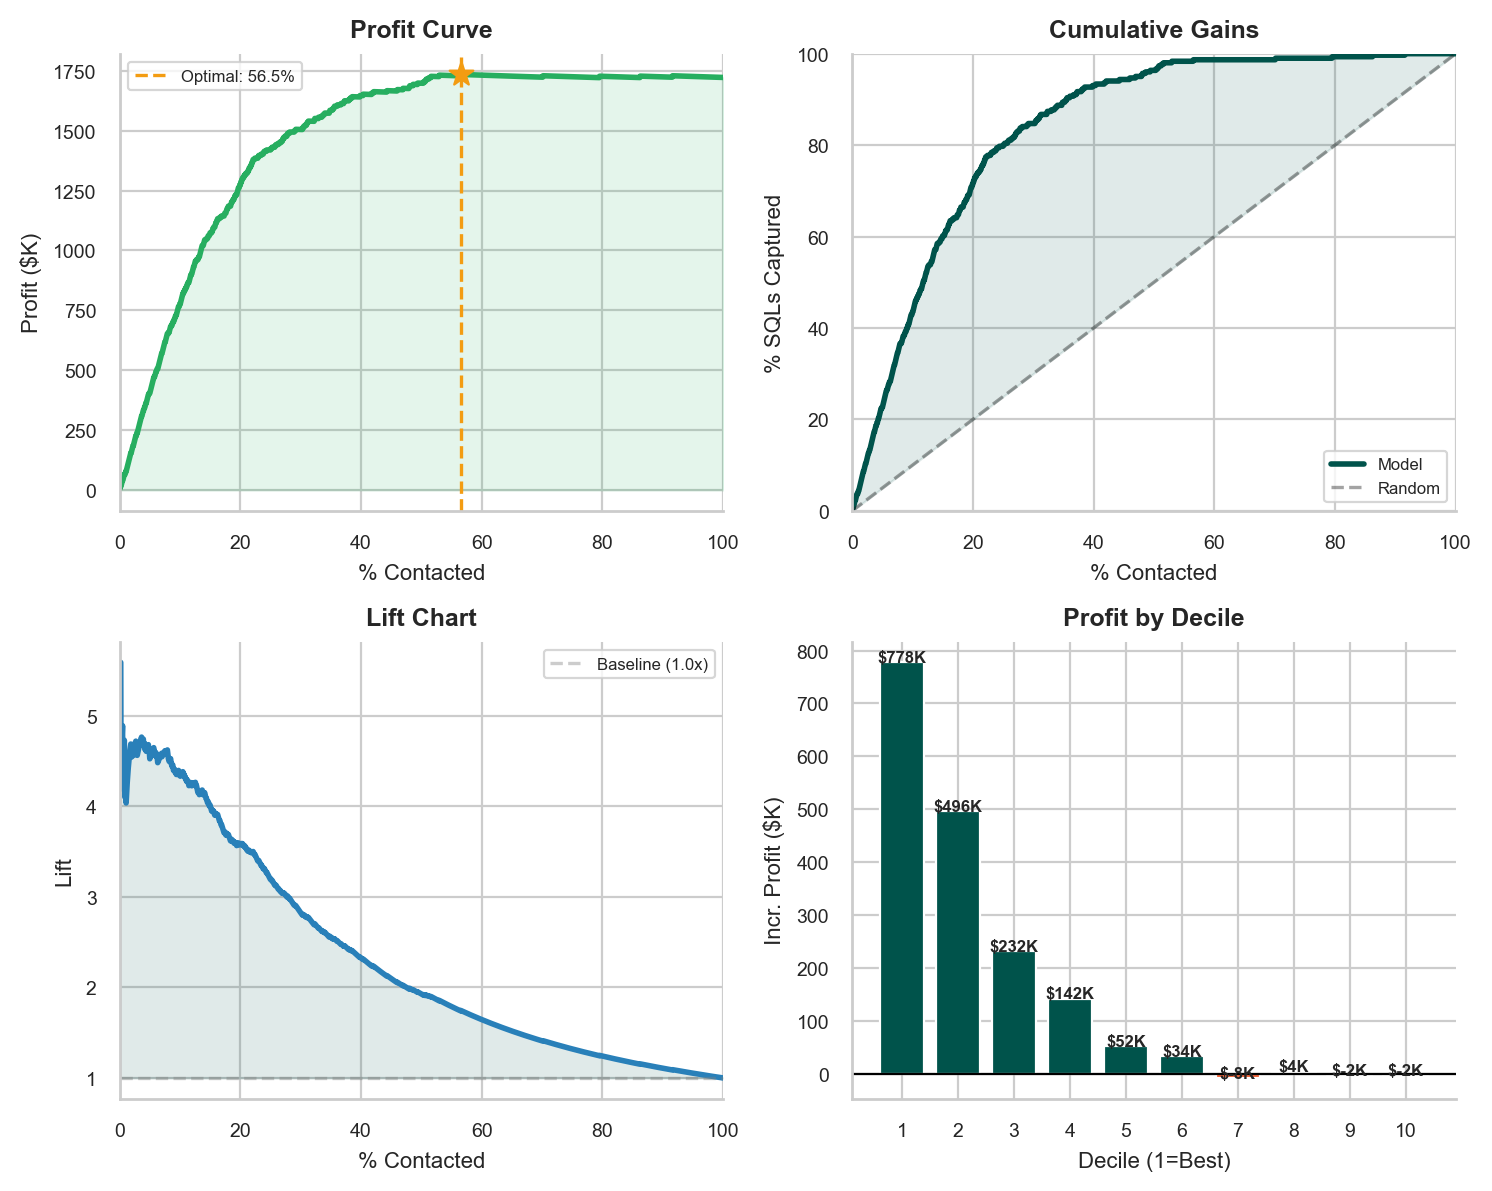 Profit Curve
Optimal: 56.5%
1750
1500
1250
1000
750
500
250
0
Profit ($K)
0 20 40 60 80 100
% Contacted
Cumulative Gains
100
80
60
40
20
0
% SQLs Captured
Model
Random
0 20 40 60 80 100
% Contacted
Lift Chart
Baseline (1.0x)
5
4
3
2
1
Lift
0 20 40 60 80 100
% Contacted
Profit by Decile
800
700
600
500
400
300
200
100
0
Incr. Profit ($K)
$778K
$496K
$232K
$142K
$52K
$34K
$-8K
$4K
$-2K
$-2K
1 2 3 4 5 6 7 8 9 10
Decile (1=Best)